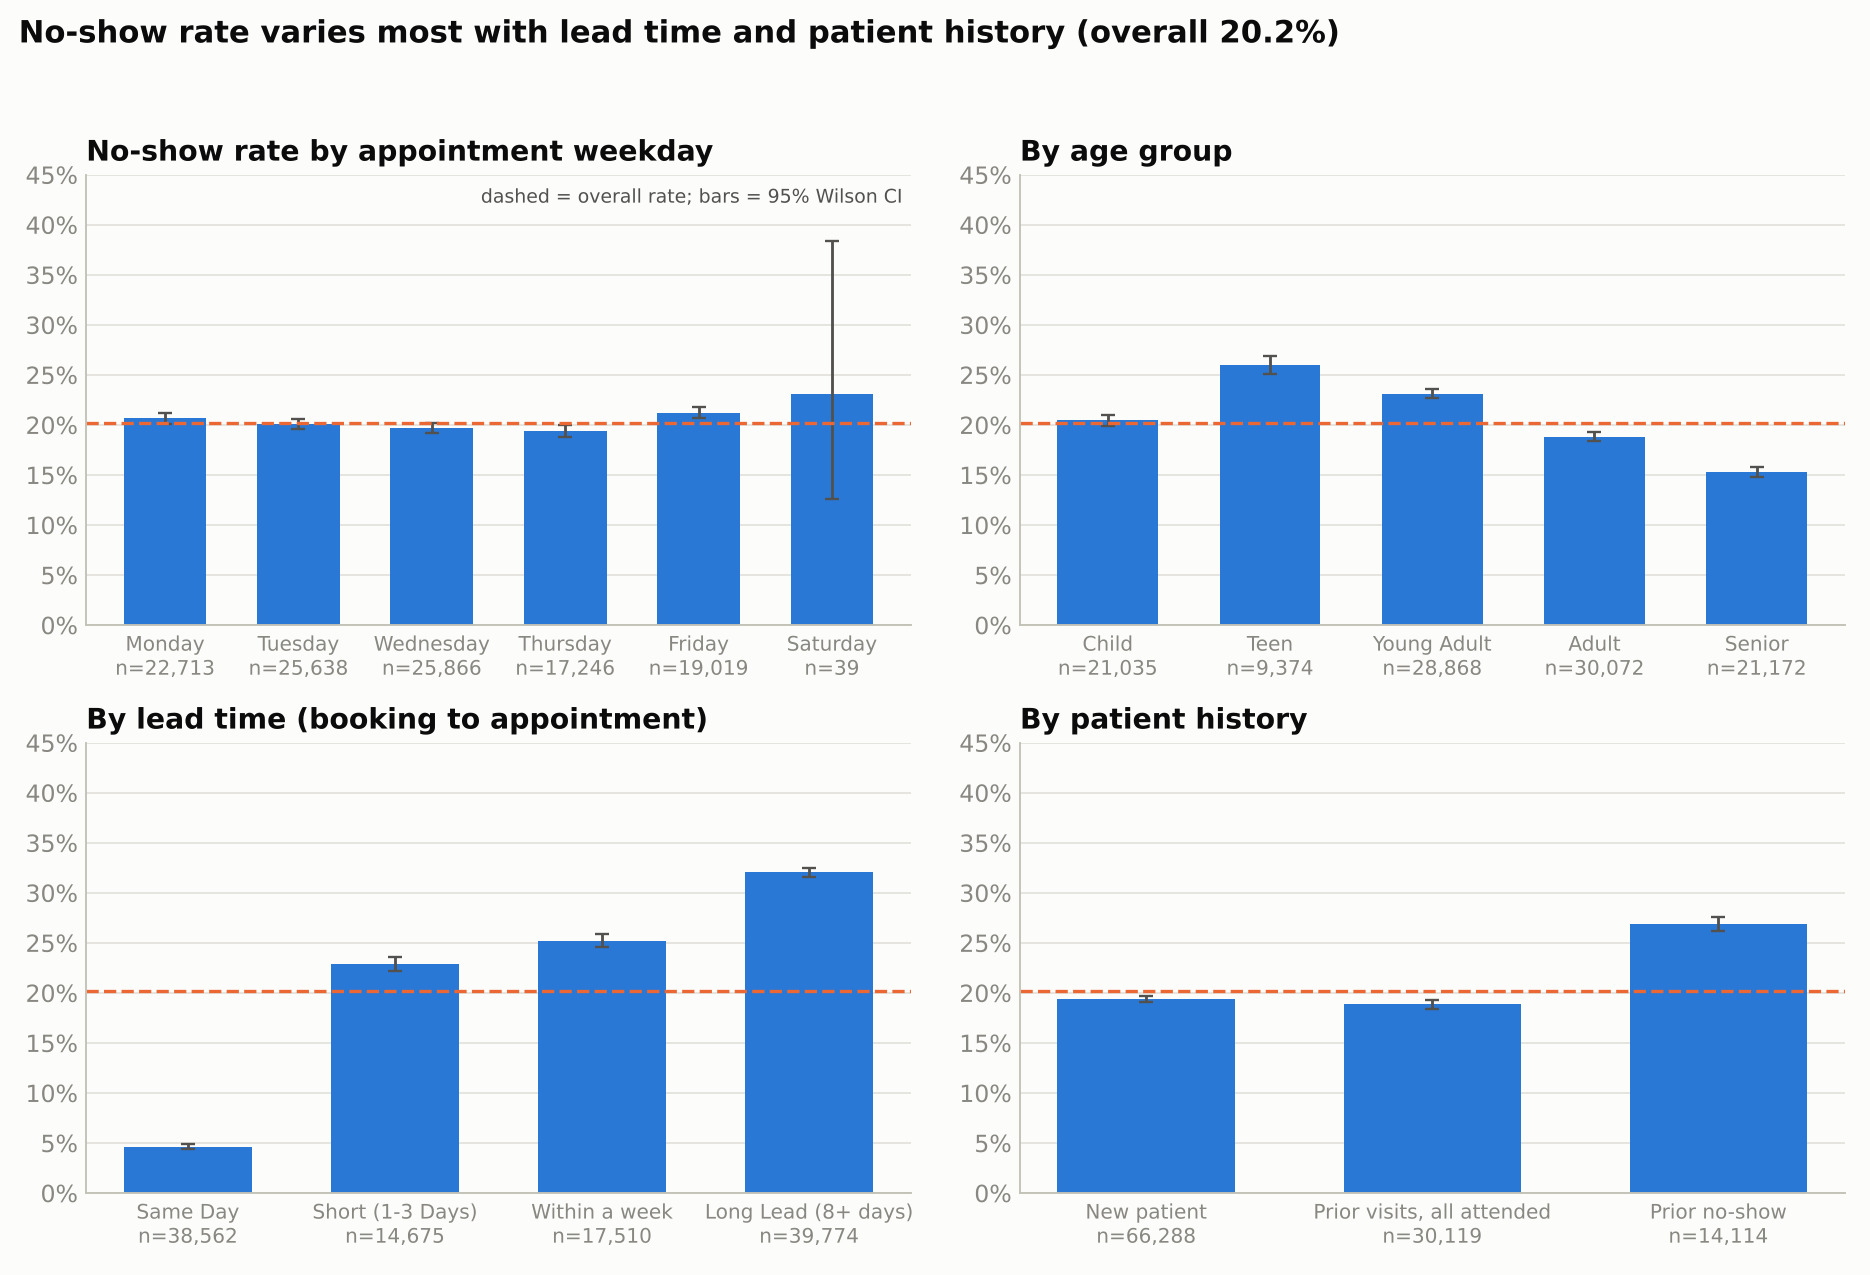 No-show rate varies most with lead time and patient history (overall 20.2%)
No-show rate by appointment weekday
45%
40%
35%
30%
25%
20%
15%
10%
5%
0%
dashed = overall rate; bars = 95% Wilson CI
Monday Tuesday Wednesday Thursday Friday Saturday
n=22,713 n=25,638 n=25,866 n=17,246 n=19,019 n=39
By age group
45%
40%
35%
30%
25%
20%
15%
10%
5%
0%
Child Teen Young Adult Adult Senior
n=21,035 n=9,374 n=28,868 n=30,072 n=21,172
By lead time (booking to appointment)
45%
40%
35%
30%
25%
20%
15%
10%
5%
0%
Same Day Short (1-3 Days) Within a week Long Lead (8+ days)
n=38,562 n=14,675 n=17,510 n=39,774
By patient history
45%
40%
35%
30%
25%
20%
15%
10%
5%
0%
New patient Prior visits, all attended Prior no-show
n=66,288 n=30,119 n=14,114